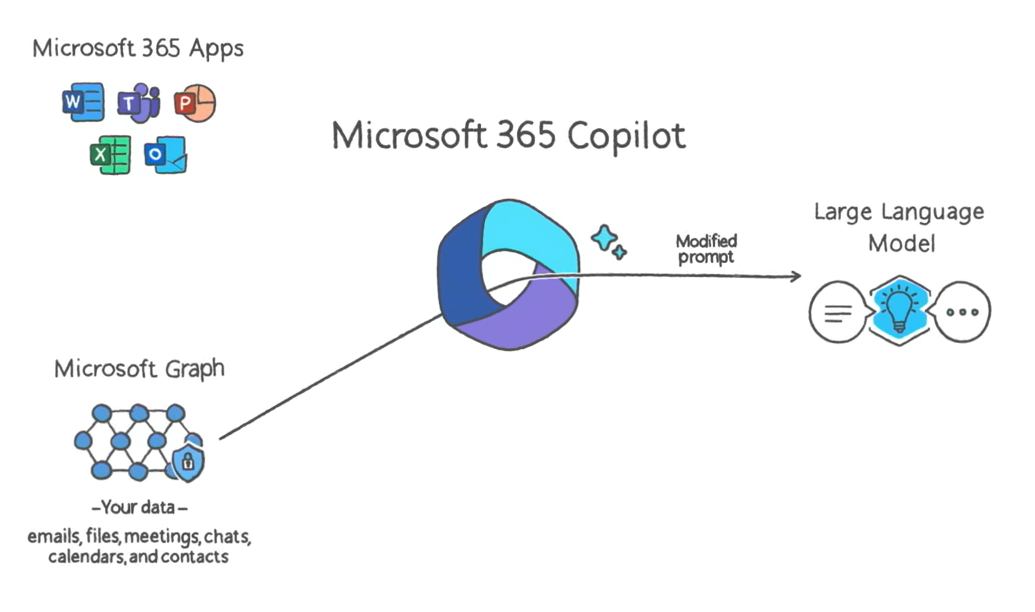 Microsoft 365 Apps
W
T
P
X
O
Microsoft 365 Copilot
Large Language
Model
Modified
prompt
Microsoft Graph
–Your data–
emails, files, meetings, chats,
calendars, and contacts